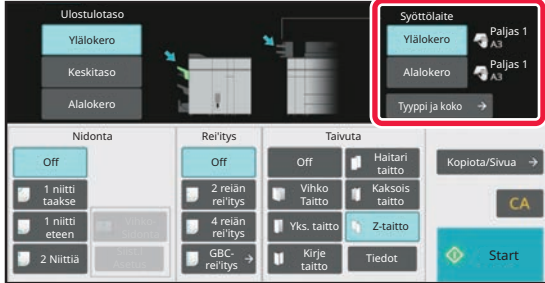 Ulostulotaso
Ylälokero
Keskitaso
Alalokero
Syöttölaite
Ylälokero
Paljas 1
A3
Alalokero
Paljas 1
A3
Tyyppi ja koko
Nidonta
Off
1 niitti
taakse
1 niitti
eteen
2 Niittiä
Vihko
Nidonta
Rei'itys
Off
2 reiän
rei'itys
4 reiän
rei'itys
GBC-
rei'itys
Taivuta
Off
Haitari
taitto
Vihko
Taitto
Kaksois
taitto
Yks. taitto
Z-taitto
Kirje
taitto
Tiedot
Kopiota/Sivua
CA
Start